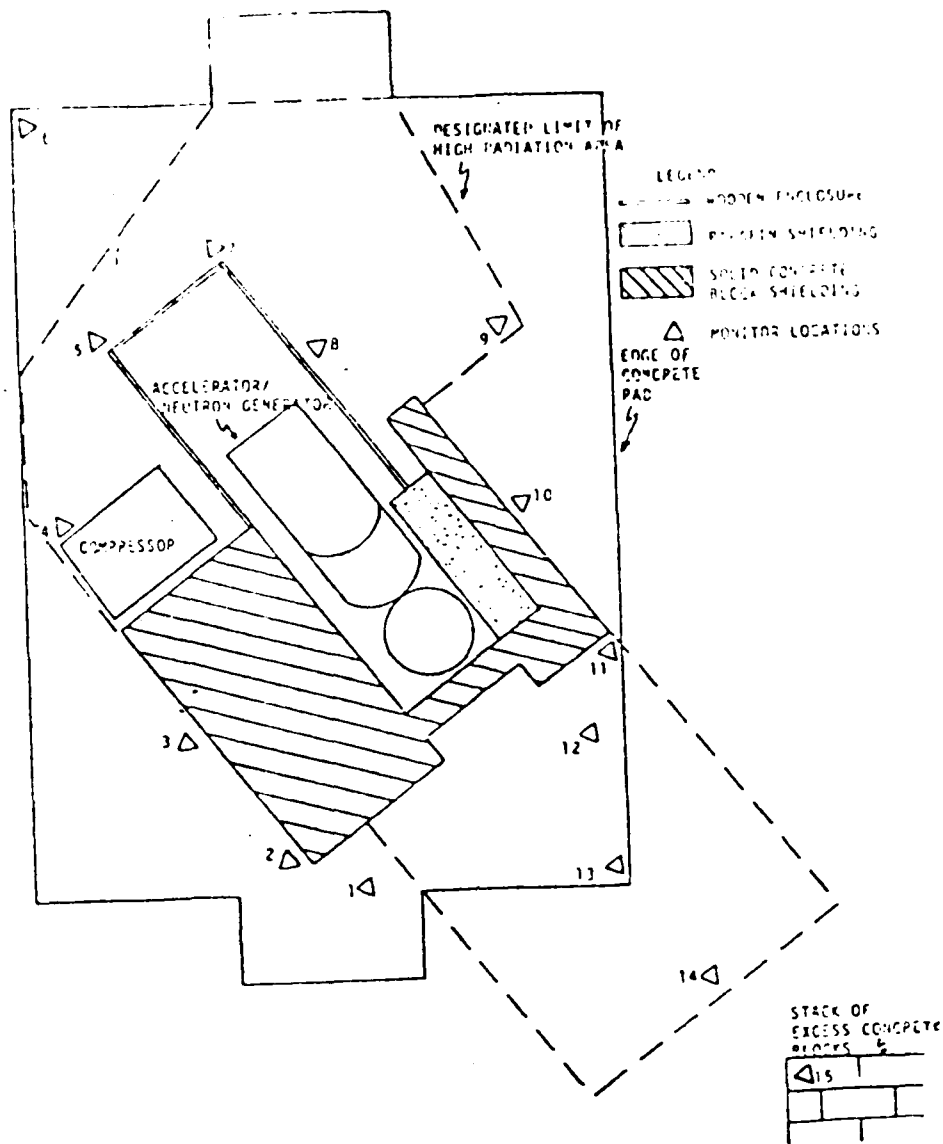 DESIGNATED LIMIT OF
HIGH RADIATION AREA
LEGEND
WOODEN ENCLOSURE
SHIELDING
SOLID CONCRETE
BLOCK SHIELDING
MONITOR LOCATIONS
EDGE OF
CONCRETE
PAD
5
8
9
ACCELERATOR/
NEUTRON GENERATOR
10
4
COMPRESSOR
11
3
12
2
1
13
14
STACK OF
EXCESS CONCRETE
BLOCKS
15